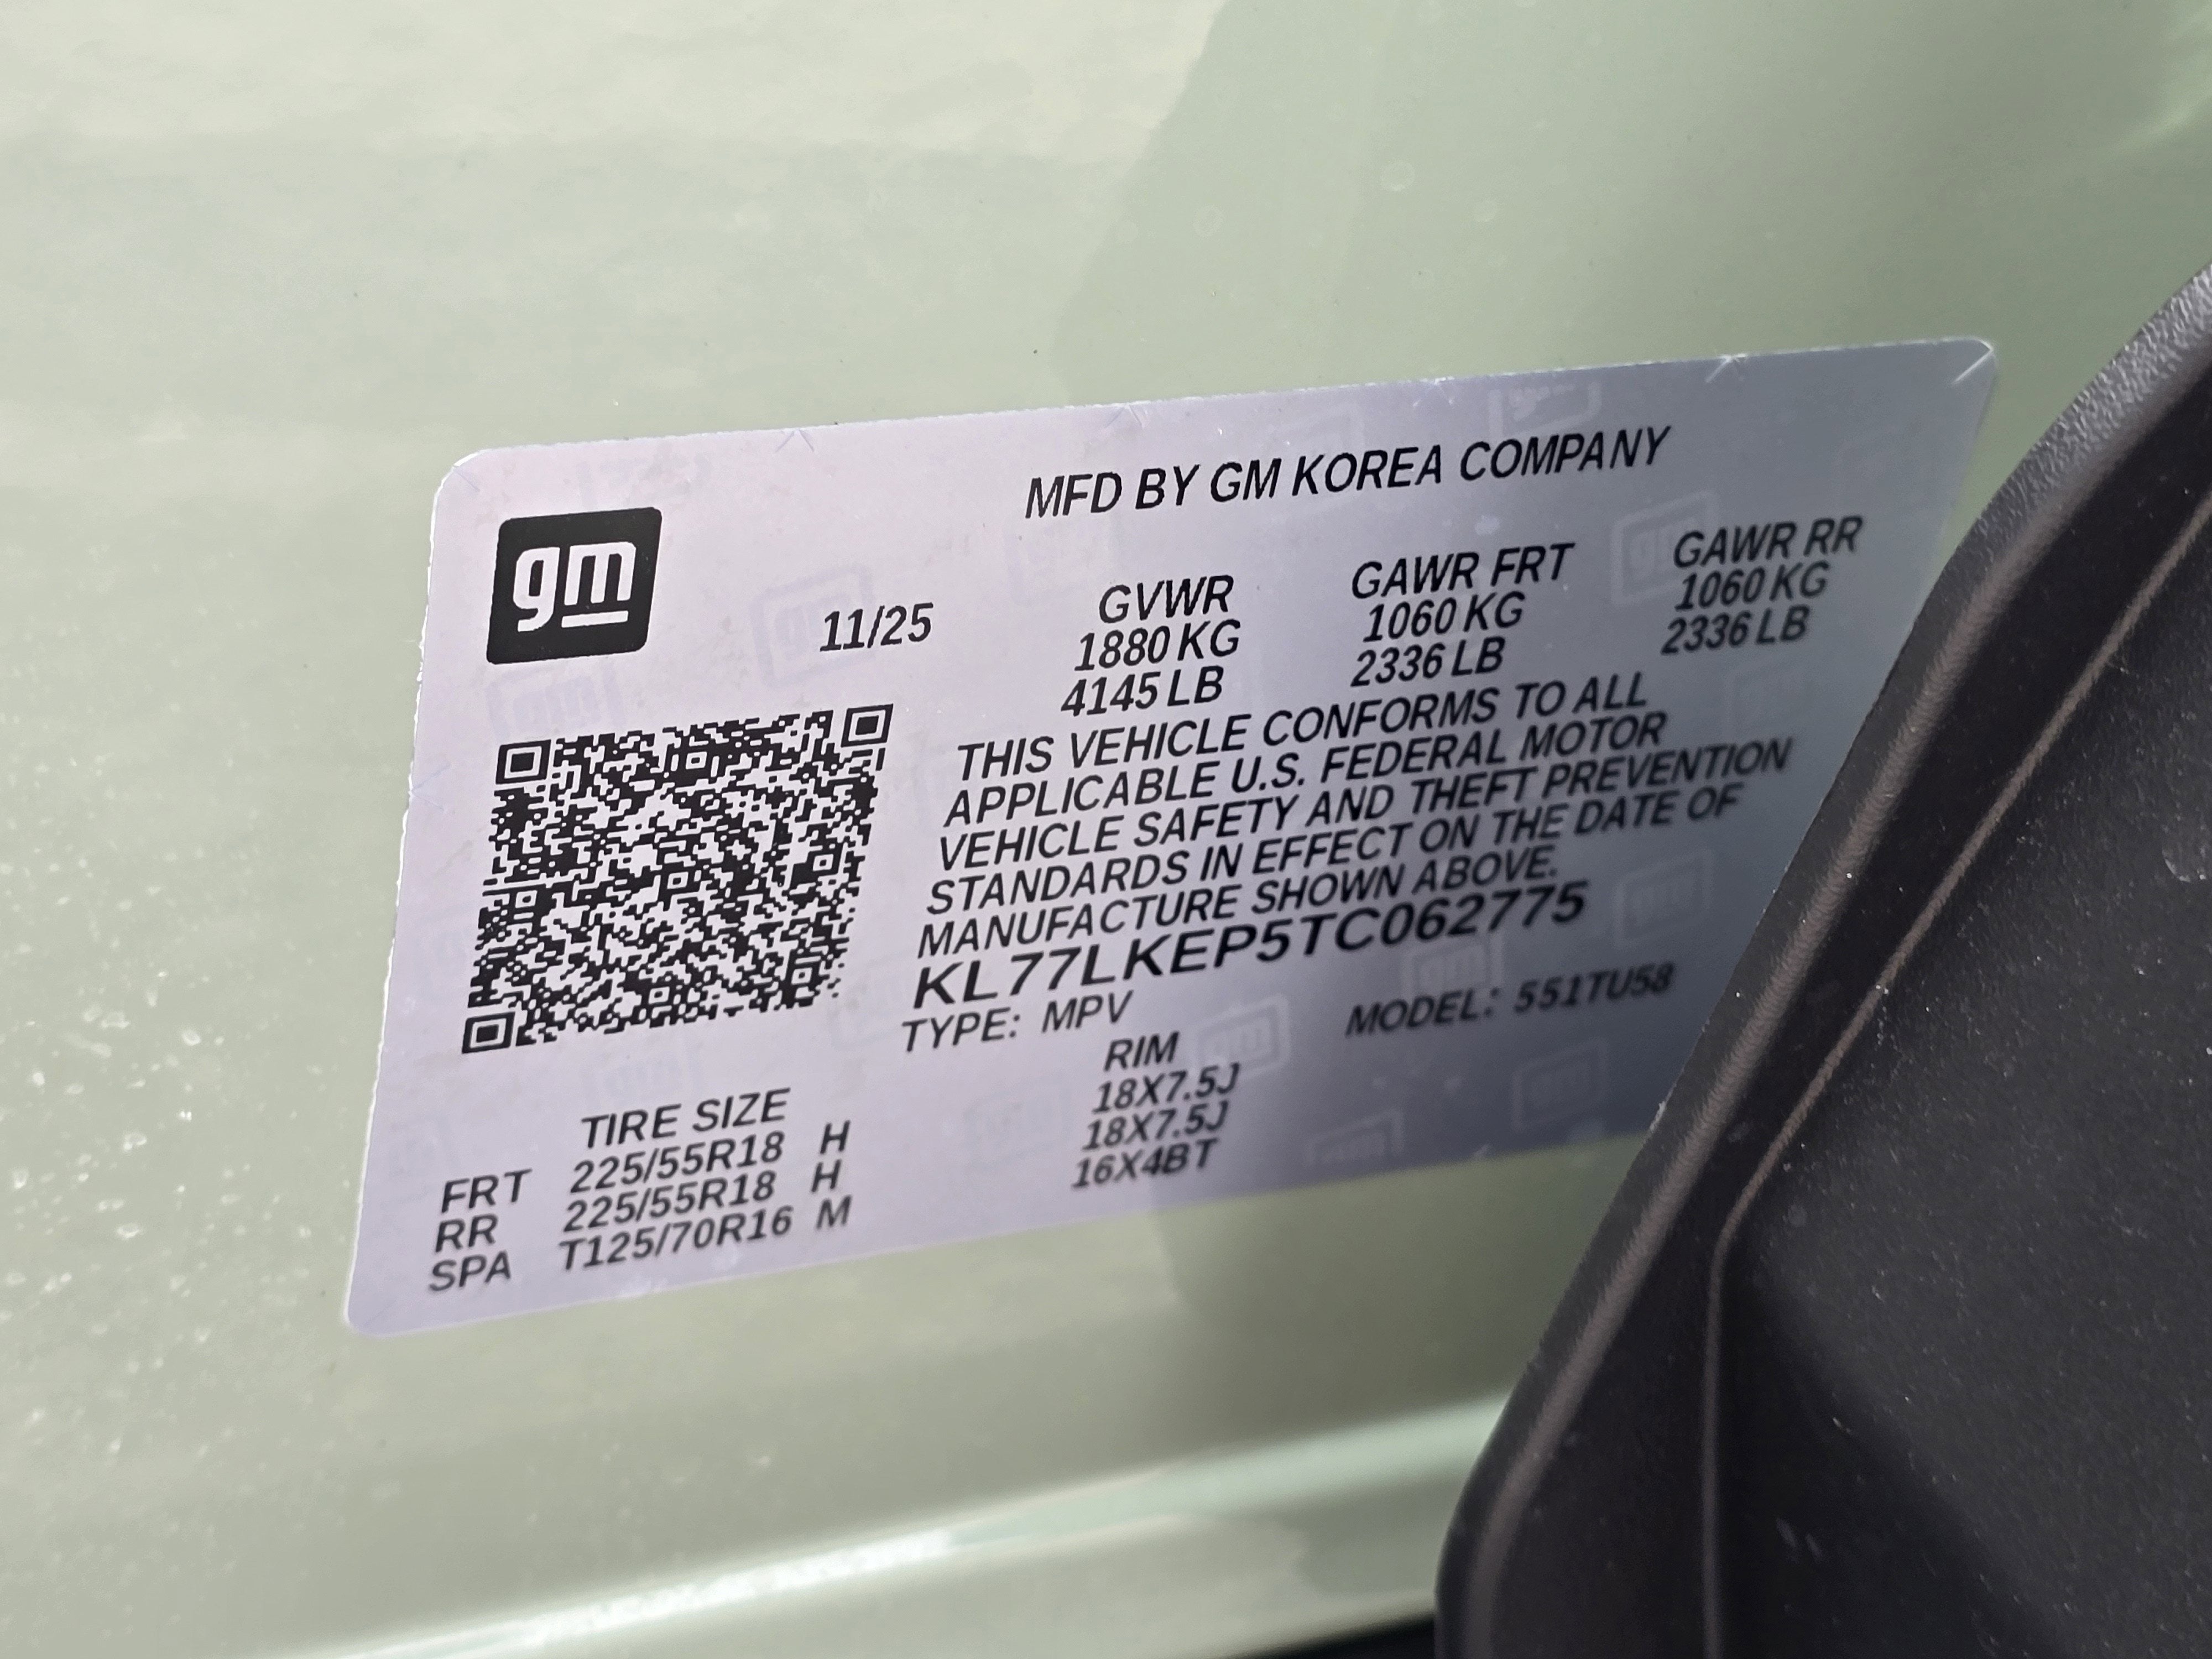 gm
MFD BY GM KOREA COMPANY
11/25
GVWR GAWR FRT GAWR RR
1880 KG 1060 KG 1060 KG
4145 LB 2336 LB 2336 LB
THIS VEHICLE CONFORMS TO ALL
APPLICABLE U.S. FEDERAL MOTOR
VEHICLE SAFETY AND THEFT PREVENTION
STANDARDS IN EFFECT ON THE DATE OF
MANUFACTURE SHOWN ABOVE.
KL77LKEP5TC062775
TYPE: MPV MODEL: 551TU58
TIRE SIZE RIM
FRT 225/55R18 H 18X7.5J
RR 225/55R18 H 18X7.5J
SPA T125/70R16 M 16X4BT